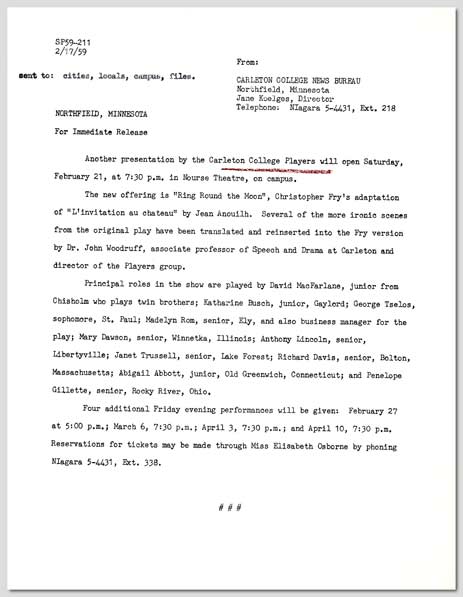 SP59-211
2/17/59
From:
sent to: cities, locals, campus, files.
CARLETON COLLEGE NEWS BUREAU
Northfield, Minnesota
Jane Koelges, Director
Telephone: NIagara 5-4431, Ext. 218
NORTHFIELD, MINNESOTA
For Immediate Release
Another presentation by the Carleton College Players will open Saturday,
February 21, at 7:30 p.m. in Nourse Theatre, on campus.
The new offering is "Ring Round the Moon", Christopher Fry's adaptation
of "L'invitation au chateau" by Jean Anouilh. Several of the more ironic scenes
from the original play have been translated and reinserted into the Fry version
by Dr. John Woodruff, associate professor of Speech and Drama at Carleton and
director of the Players group.
Principal roles in the show are played by David MacFarlane, junior from
Chisholm who plays twin brothers; Katharine Busch, junior, Gaylord; George Tselos,
sophomore, St. Paul; Madelyn Rom, senior, Ely, and also business manager for the
play; Mary Dawson, senior, Winnetka, Illinois; Anthony Lincoln, senior,
Libertyville; Janet Trussell, senior, Lake Forest; Richard Davis, senior, Bolton,
Massachusetts; Abigail Abbott, junior, Old Greenwich, Connecticut; and Penelope
Gillette, senior, Rocky River, Ohio.
Four additional Friday evening performances will be given: February 27
at 5:00 p.m.; March 6, 7:30 p.m.; April 3, 7:30 p.m.; and April 10, 7:30 p.m.
Reservations for tickets may be made through Miss Elisabeth Osborne by phoning
NIagara 5-4431, Ext. 338.
# # #